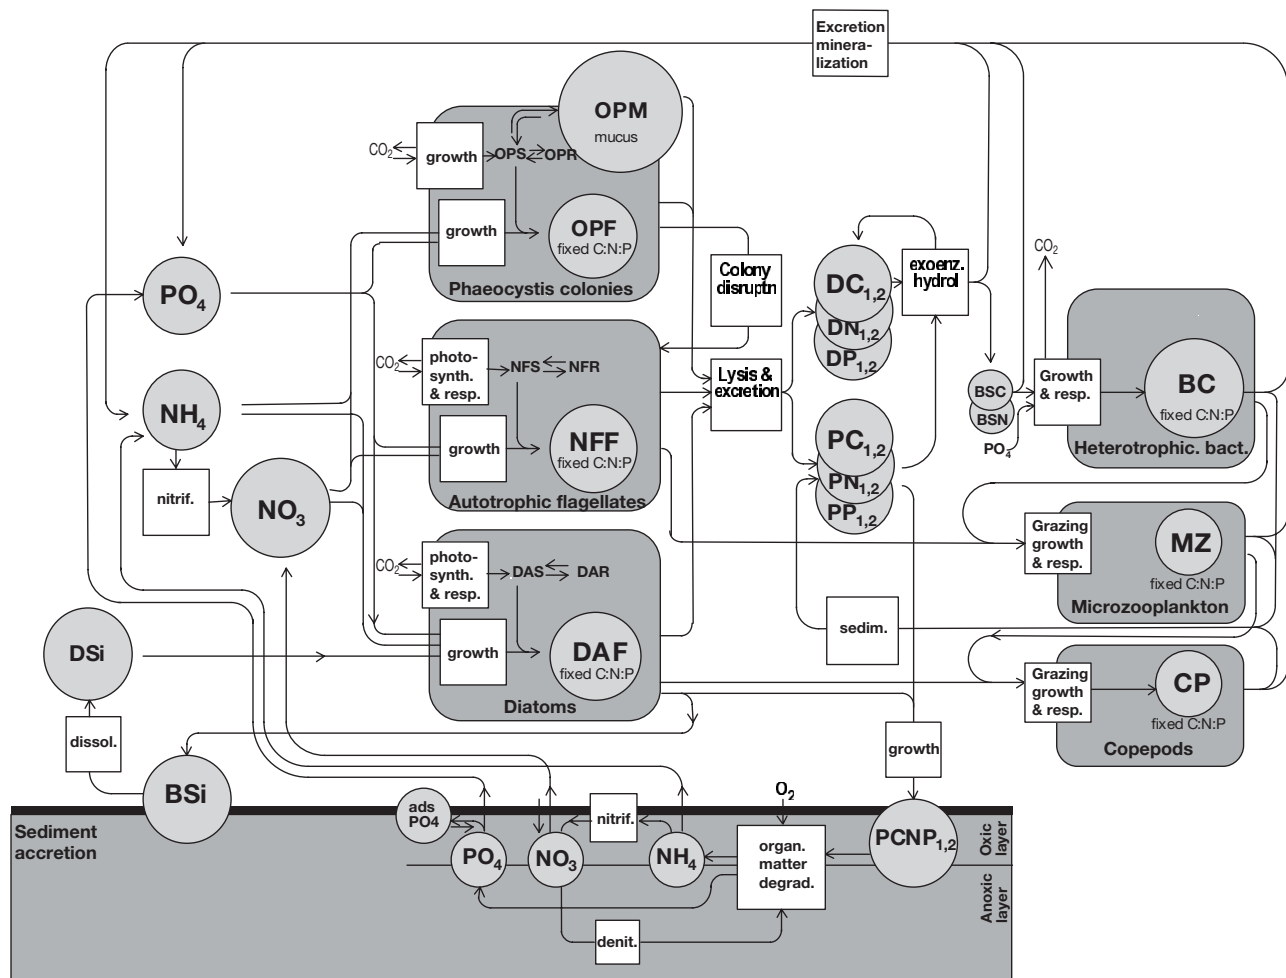 Excretion
minera-
lization
OPM
mucus
CO2
growth
OPS
OPR
growth
OPF
fixed C:N:P
Phaeocystis colonies
Colony
disruptn
DC1,2
DN1,2
DP1,2
exoenz.
hydrol
CO2
PO4
CO2
photo-
synth.
& resp.
NFS
NFR
Lysis &
excretion
BSC
BSN
PO4
Growth
& resp.
BC
fixed C:N:P
Heterotrophic. bact.
NH4
growth
NFF
fixed C:N:P
Autotrophic flagellates
PC1,2
PN1,2
PP1,2
nitrif.
NO3
CO2
photo-
synth.
& resp.
DAS
DAR
Grazing
growth
& resp.
MZ
fixed C:N:P
Microzooplankton
sedim.
DSi
growth
DAF
fixed C:N:P
Diatoms
Grazing
growth
& resp.
CP
fixed C:N:P
Copepods
dissol.
growth
BSi
O2
Sediment
accretion
ads
PO4
nitrif.
PCNP1,2
Oxic
layer
PO4
NO3
NH4
organ.
matter
degrad.
Anoxic
layer
denit.